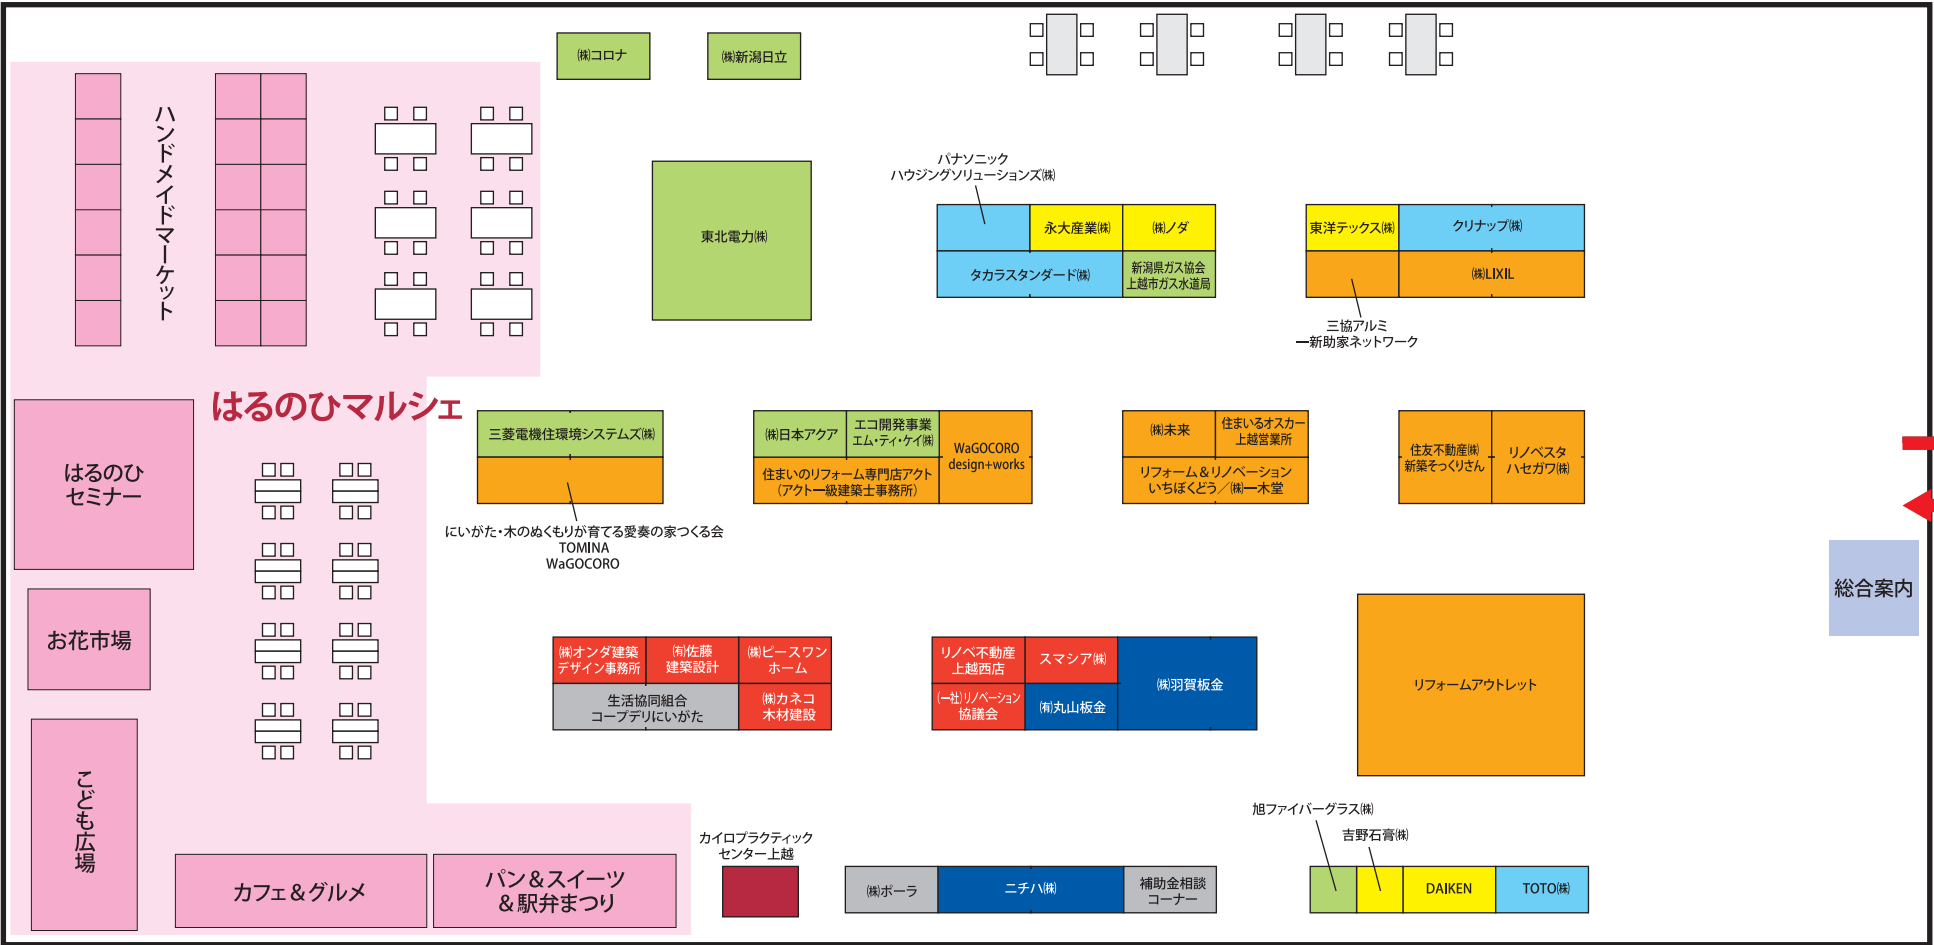 ㈱コロナ
㈱新潟日立
ハンドメイドマーケット
東北電力㈱
パナソニック
ハウジングソリューションズ㈱
永大産業㈱
㈱ノダ
タカラスタンダード㈱
新潟県ガス協会
上越市ガス水道局
東洋テックス㈱
クリナップ㈱
㈱LIXIL
三協アルミ
一新助家ネットワーク
はるのひマルシェ
はるのひ
セミナー
三菱電機住環境システムズ㈱
にいがた・木のぬくもりが育てる愛奏の家つくる会
TOMINA
WaGOCORO
㈱日本アクア
エコ開発事業
エム・ティ・ケイ㈱
住まいのリフォーム専門店アクト
(アクト一級建築士事務所)
WaGOCORO
design+works
㈱未来
住まいるオスカー
上越営業所
リフォーム＆リノベーション
いちぼくどう／㈱一木堂
住友不動産㈱
新築そっくりさん
リノベスタ
ハセガワ㈱
総合案内
お花市場
㈱オンダ建築
デザイン事務所
㈲佐藤
建築設計
㈱ピースワン
ホーム
生活協同組合
コープデリにいがた
㈱カネコ
木材建設
リノベ不動産
上越西店
スマシア㈱
(一社)リノベーション
協議会
㈲丸山板金
㈱羽賀板金
リフォームアウトレット
こども広場
カフェ＆グルメ
パン＆スイーツ
＆駅弁まつり
カイロプラクティック
センター上越
㈱ポーラ
ニチハ㈱
補助金相談
コーナー
旭ファイバーグラス㈱
吉野石膏㈱
DAIKEN
TOTO㈱